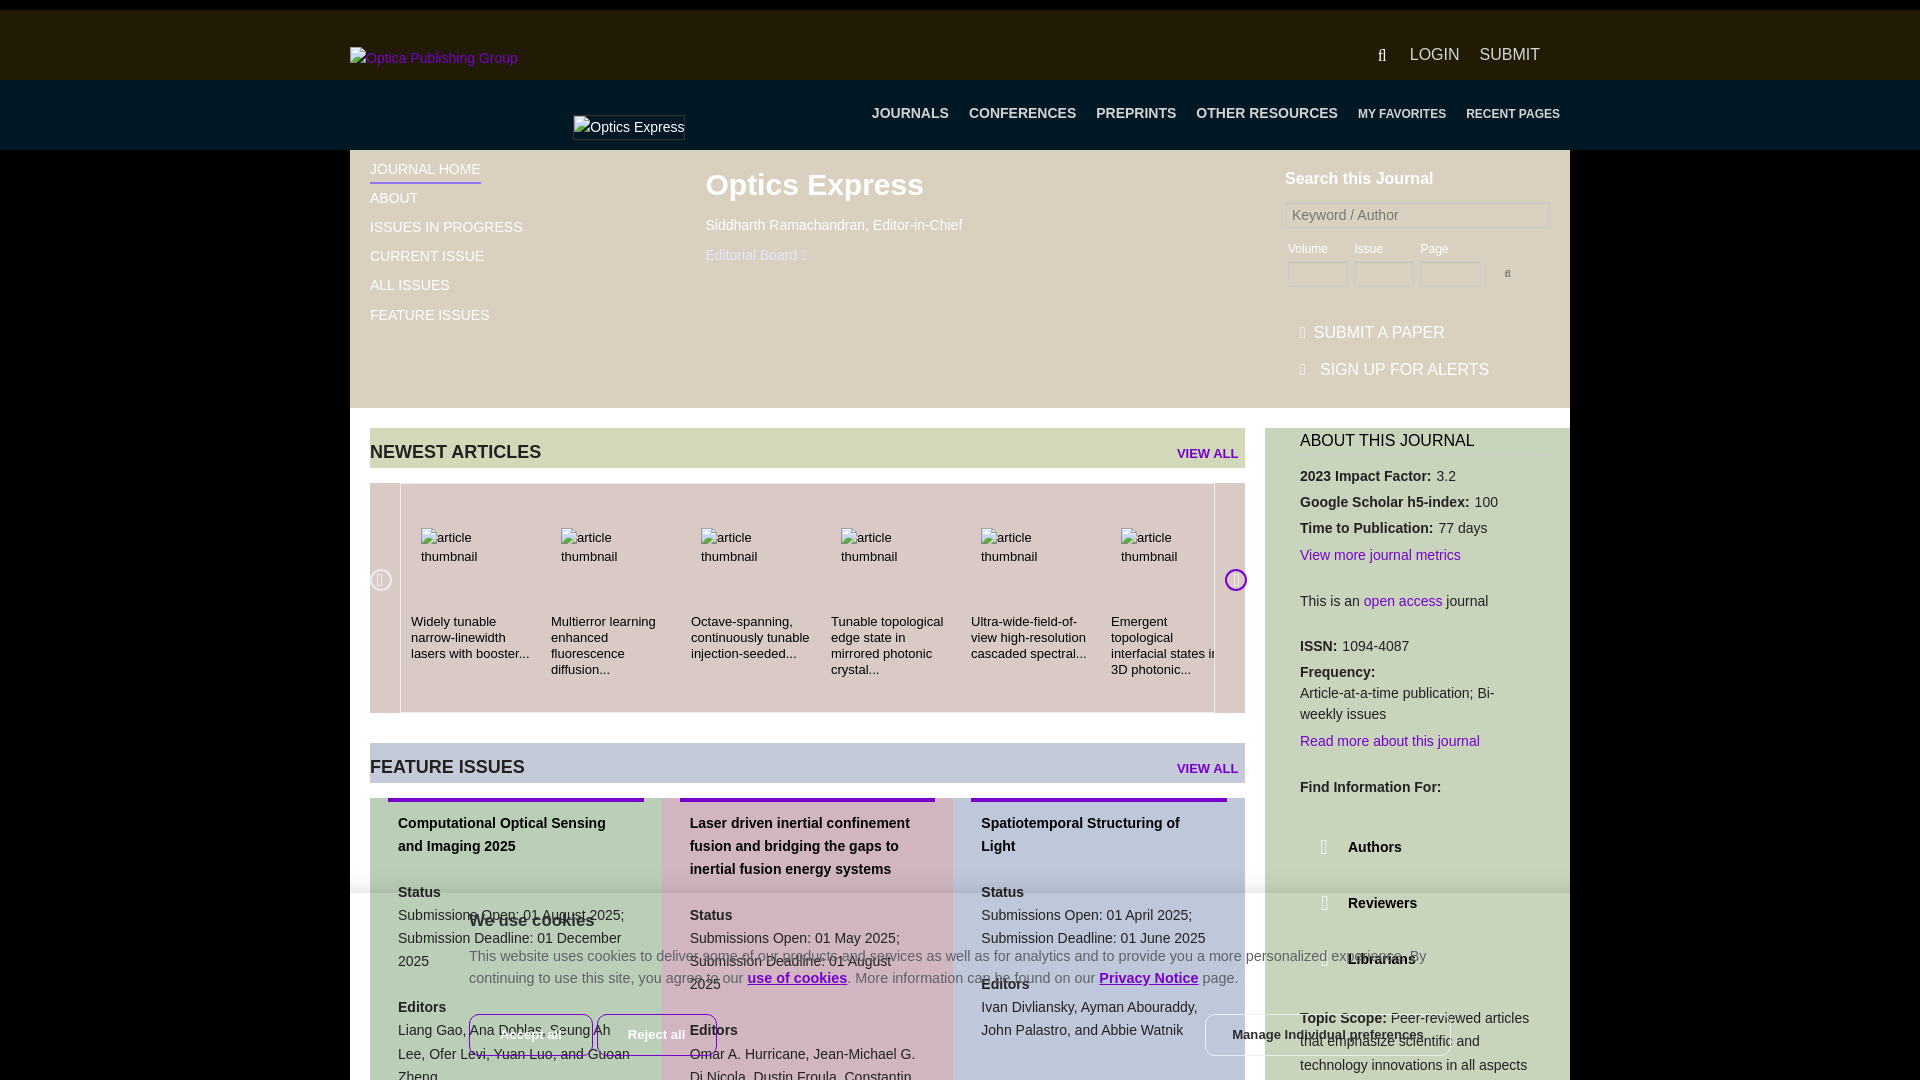 Optica Publishing Group
LOGIN SUBMIT
Optics Express
JOURNALS CONFERENCES PREPRINTS OTHER RESOURCES MY FAVORITES RECENT PAGES
JOURNAL HOME
ABOUT
ISSUES IN PROGRESS
CURRENT ISSUE
ALL ISSUES
FEATURE ISSUES
Optics Express
Siddharth Ramachandran, Editor-in-Chief
Editorial Board
Search this Journal
Keyword / Author
Volume Issue Page
SUBMIT A PAPER
SIGN UP FOR ALERTS
NEWEST ARTICLES VIEW ALL
article thumbnail
article thumbnail
article thumbnail
article thumbnail
article thumbnail
article thumbnail
Widely tunable
narrow-linewidth
lasers with booster...
Multierror learning
enhanced
fluorescence
diffusion...
Octave-spanning,
continuously tunable
injection-seeded...
Tunable topological
edge state in
mirrored photonic
crystal...
Ultra-wide-field-of-
view high-resolution
cascaded spectral...
Emergent
topological
interfacial states in
3D photonic...
FEATURE ISSUES VIEW ALL
Computational Optical Sensing
and Imaging 2025
Status
Submissions Open: 01 August 2025;
Submission Deadline: 01 December
2025
Editors
Liang Gao, Ana Doblas, Seung Ah
Lee, Ofer Levi, Yuan Luo, and Guoan
Zheng
Laser driven inertial confinement
fusion and bridging the gaps to
inertial fusion energy systems
Status
Submissions Open: 01 May 2025;
Submission Deadline: 01 August
2025
Editors
Omar A. Hurricane, Jean-Michael G.
Di Nicola, Dustin Froula, Constantin
Spatiotemporal Structuring of
Light
Status
Submissions Open: 01 April 2025;
Submission Deadline: 01 June 2025
Editors
Ivan Divliansky, Ayman Abouraddy,
John Palastro, and Abbie Watnik
ABOUT THIS JOURNAL
2023 Impact Factor: 3.2
Google Scholar h5-index: 100
Time to Publication: 77 days
View more journal metrics
This is an open access journal
ISSN: 1094-4087
Frequency:
Article-at-a-time publication; Bi-
weekly issues
Read more about this journal
Find Information For:
Authors
Reviewers
Librarians
Topic Scope: Peer-reviewed articles
that emphasize scientific and
technology innovations in all aspects
We use cookies
This website uses cookies to deliver some of our products and services as well as for analytics and to provide you a more personalized experience. By
continuing to use this site, you agree to our use of cookies. More information can be found on our Privacy Notice page.
Accept all Reject all Manage Individual preferences